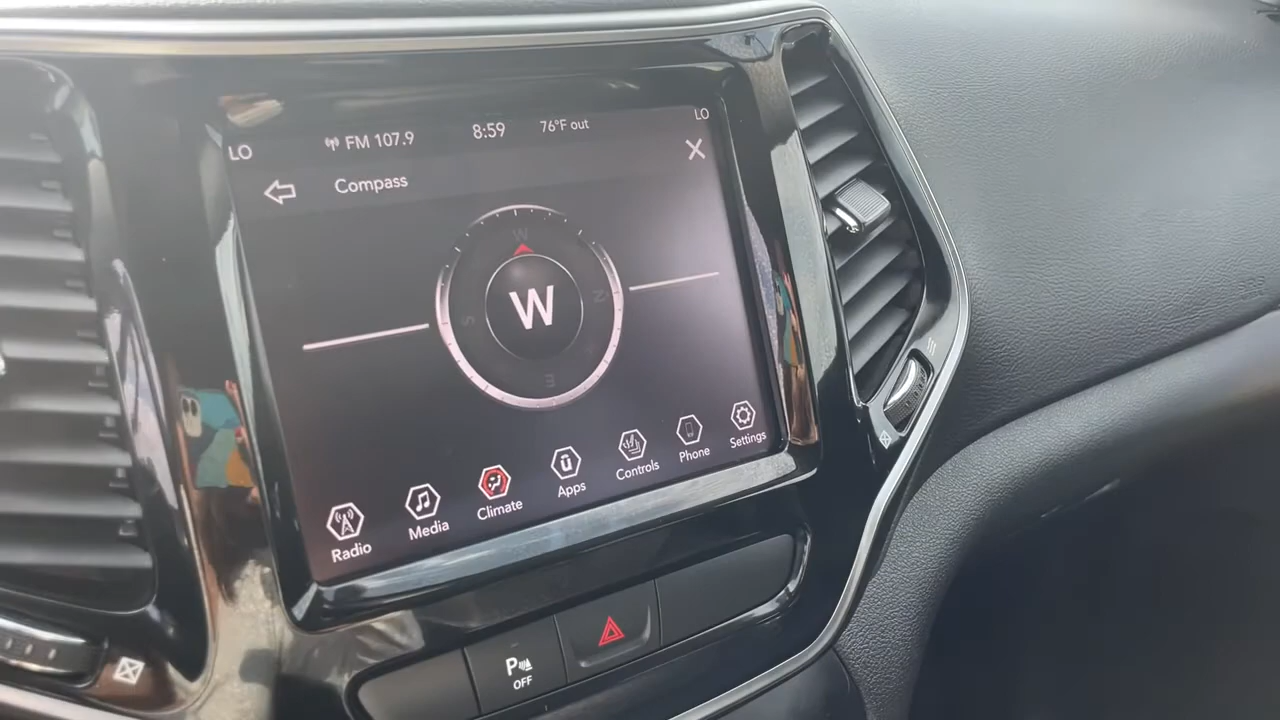 LO FM 107.9 8:59 76°F out LO
Compass
W
W
S
N
E
Radio Media Climate Apps Controls Phone Settings
P OFF